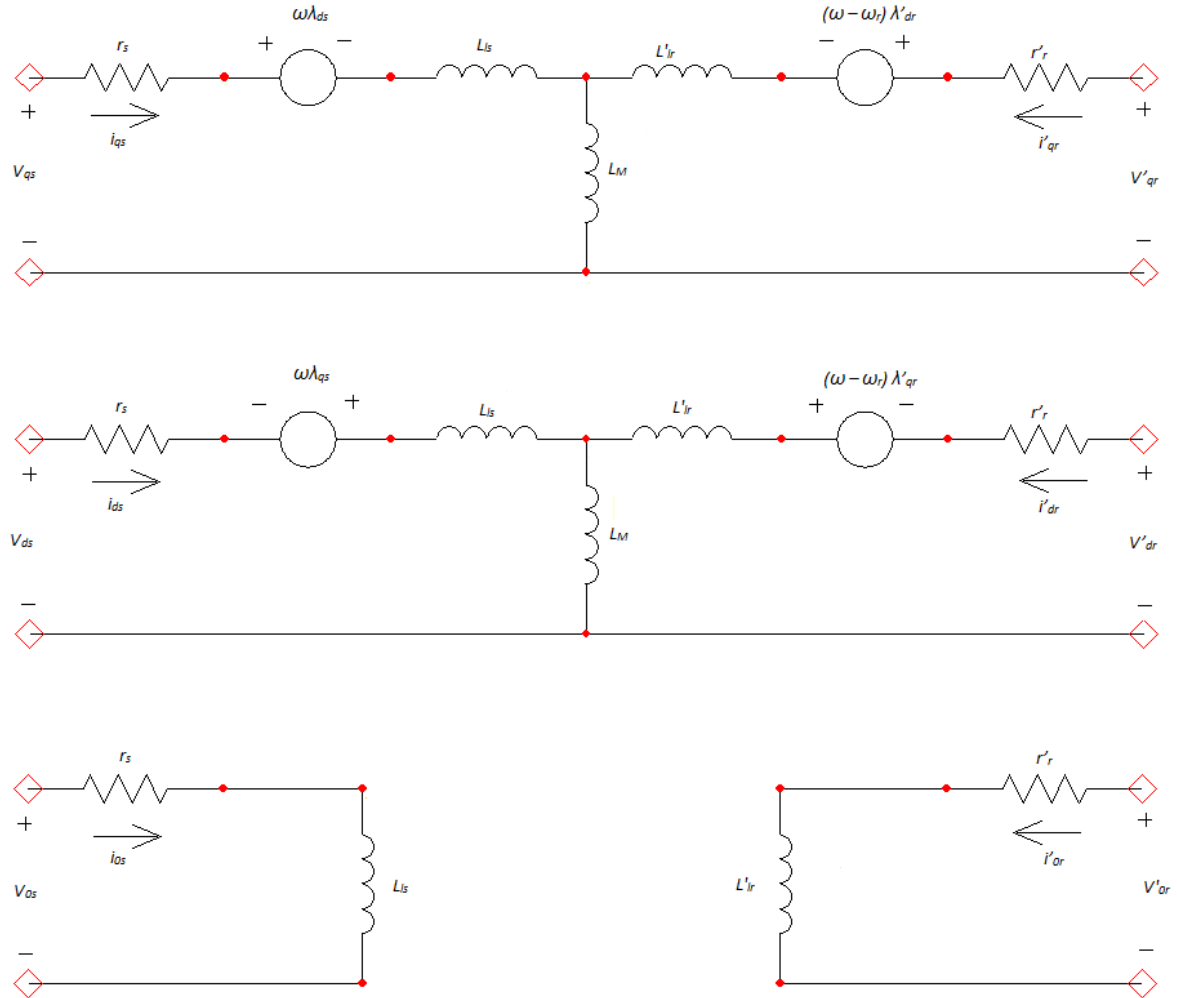 ωλds (ω – ωr) λ'dr
rs + – Lls L'lr – + r'r
+ iqs i'qr +
Vqs LM V'qr
– –
ωλqs (ω – ωr) λ'qr
rs – + Lls L'lr + – r'r
+ ids i'dr +
Vds LM V'dr
– –
rs r'r
+ i0s i'0r +
V0s Lls L'lr V'0r
– –